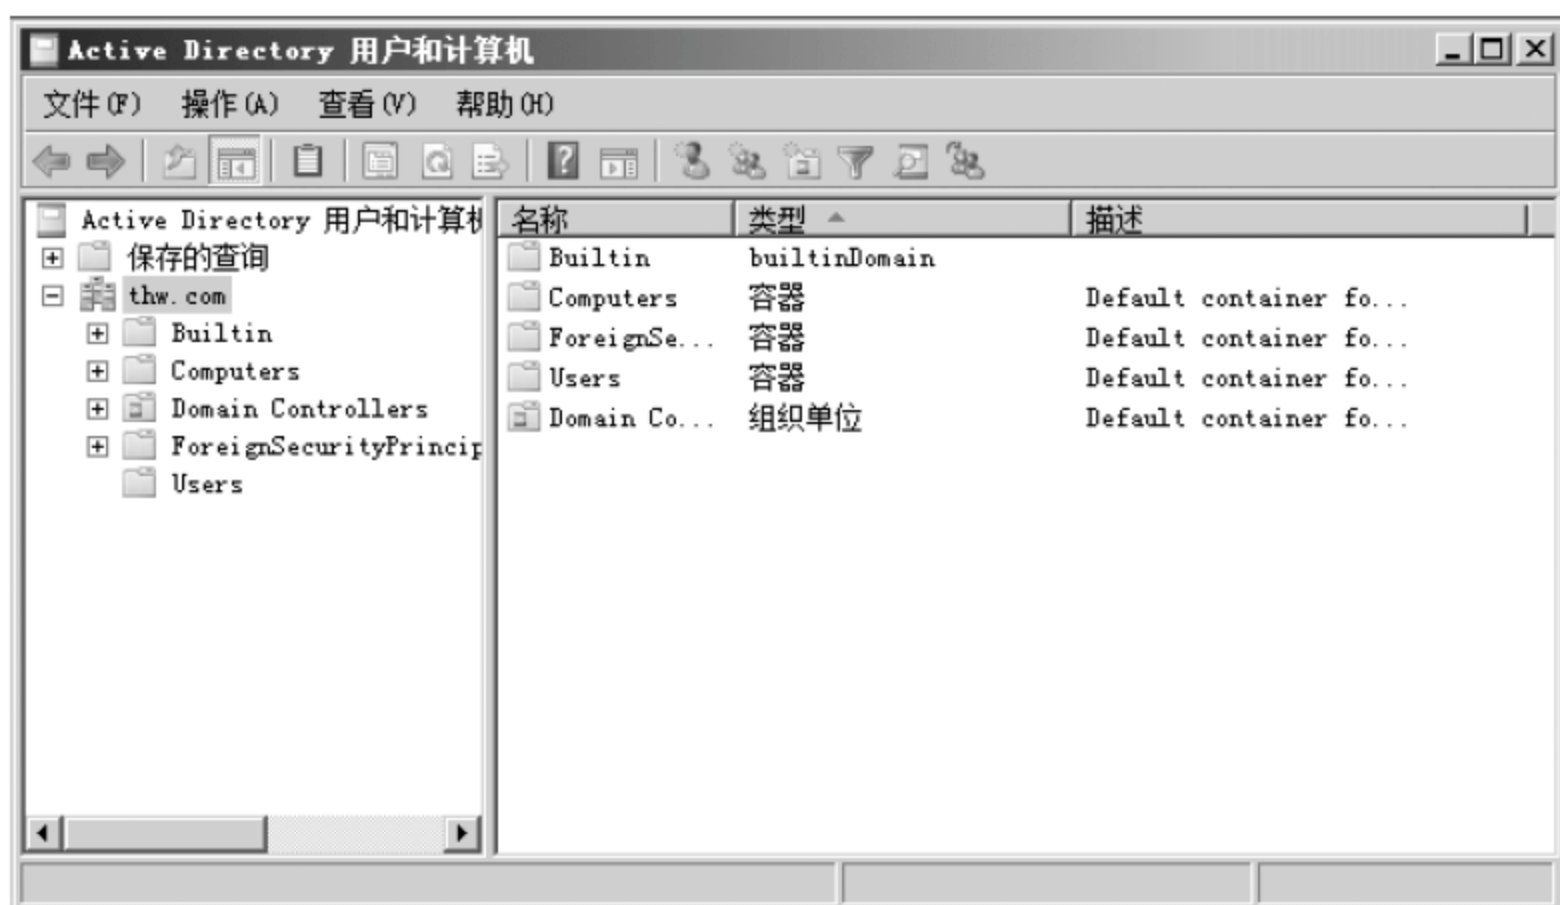 Active Directory 用户和计算机
文件(F) 操作(A) 查看(V) 帮助(H)
Active Directory 用户和计算
保存的查询
thw.com
Builtin
Computers
Domain Controllers
ForeignSecurityPrincip
Users
名称 类型 描述
Builtin builtinDomain
Computers 容器 Default container fo...
ForeignSe... 容器 Default container fo...
Users 容器 Default container fo...
Domain Co... 组织单位 Default container fo...